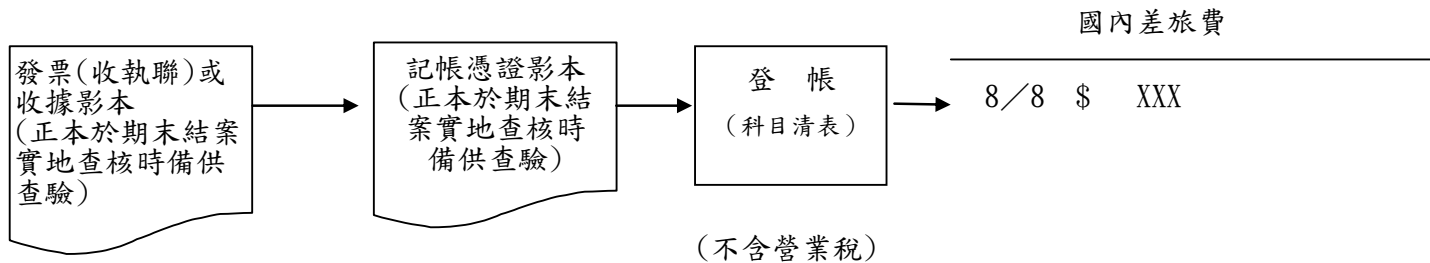 國內差旅費
發票(收執聯)或
收據影本
(正本於期末結案
實地查核時備供
查驗)
記帳憑證影本
(正本於期末結
案實地查核時
備供查驗)
登 帳
(科目清表)
8／8 $ XXX
(不含營業稅)